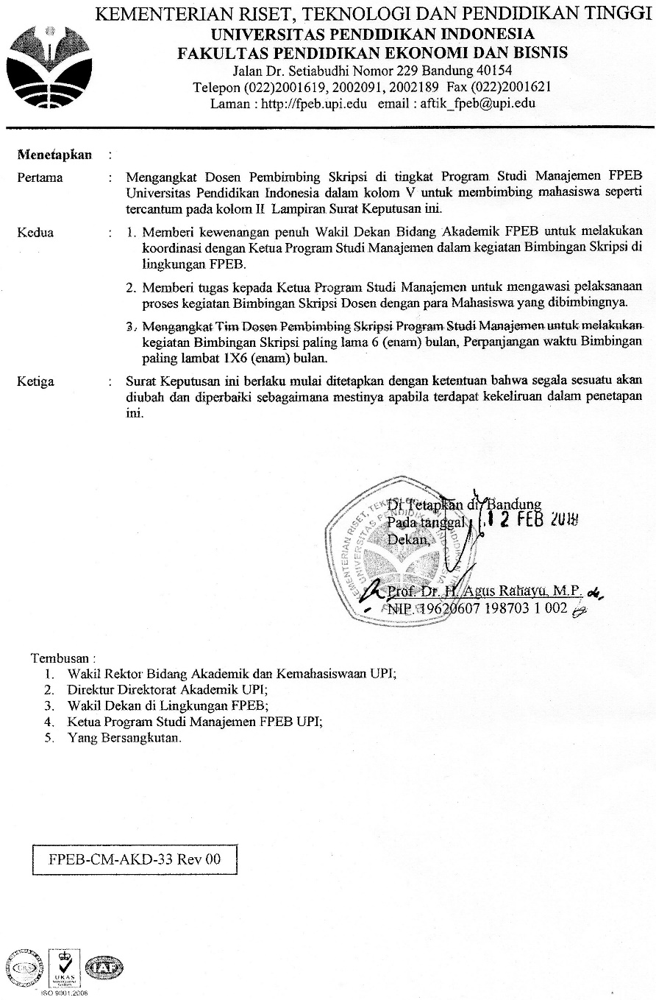 KEMENTERIAN RISET, TEKNOLOGI DAN PENDIDIKAN TINGGI
UNIVERSITAS PENDIDIKAN INDONESIA
FAKULTAS PENDIDIKAN EKONOMI DAN BISNIS
Jalan Dr. Setiabudhi Nomor 229 Bandung 40154
Telepon (022)2001619, 2002091, 2002189 Fax (022)2001621
Laman : http://fpeb.upi.edu email : aftik_fpeb@upi.edu
Menetapkan :
Pertama : Mengangkat Dosen Pembimbing Skripsi di tingkat Program Studi Manajemen FPEB
Universitas Pendidikan Indonesia dalam kolom V untuk membimbing mahasiswa seperti
tercantum pada kolom II Lampiran Surat Keputusan ini.
Kedua : 1. Memberi kewenangan penuh Wakil Dekan Bidang Akademik FPEB untuk melakukan
koordinasi dengan Ketua Program Studi Manajemen dalam kegiatan Bimbingan Skripsi di
lingkungan FPEB.
2. Memberi tugas kepada Ketua Program Studi Manajemen untuk mengawasi pelaksanaan
proses kegiatan Bimbingan Skripsi Dosen dengan para Mahasiswa yang dibimbingnya.
3. Mengangkat Tim Dosen Pembimbing Skripsi Program Studi Manajemen untuk melakukan
kegiatan Bimbingan Skripsi paling lama 6 (enam) bulan, Perpanjangan waktu Bimbingan
paling lambat 1X6 (enam) bulan.
Ketiga : Surat Keputusan ini berlaku mulai ditetapkan dengan ketentuan bahwa segala sesuatu akan
diubah dan diperbaiki sebagaimana mestinya apabila terdapat kekeliruan dalam penetapan
ini.
Di Tetapkan di Bandung
Pada tanggal, 12 FEB 2018
Dekan,
Prof. Dr. H. Agus Rahayu, M.P.
NIP. 19620607 198703 1 002
Tembusan :
1. Wakil Rektor Bidang Akademik dan Kemahasiswaan UPI;
2. Direktur Direktorat Akademik UPI;
3. Wakil Dekan di Lingkungan FPEB;
4. Ketua Program Studi Manajemen FPEB UPI;
5. Yang Bersangkutan.
FPEB-CM-AKD-33 Rev 00
UKAS
MANAGEMENT
SYSTEMS
IAF
ISO 9001:2008